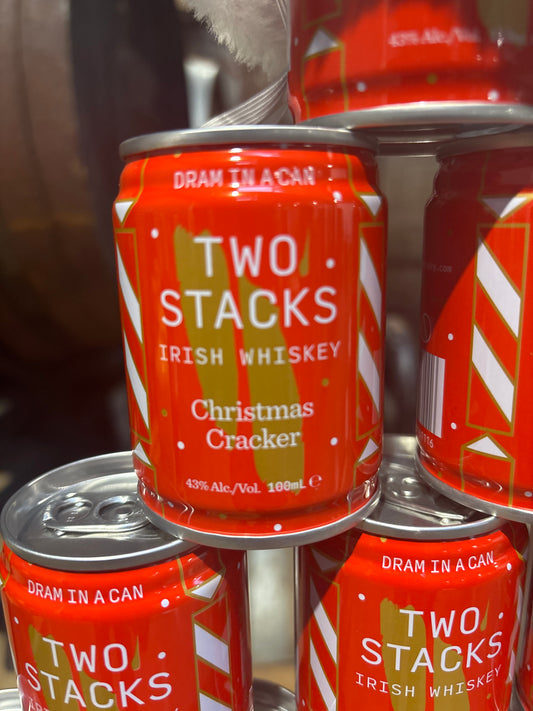 43% Alc./Vol.
DRAM IN A CAN
TWO
STACKS
IRISH WHISKEY
Christmas
Cracker
43% Alc./Vol. 100mL ℮
DRAM IN A CAN
TWO
STACKS
DRAM IN A CAN
TWO
STACKS
IRISH WHISKEY